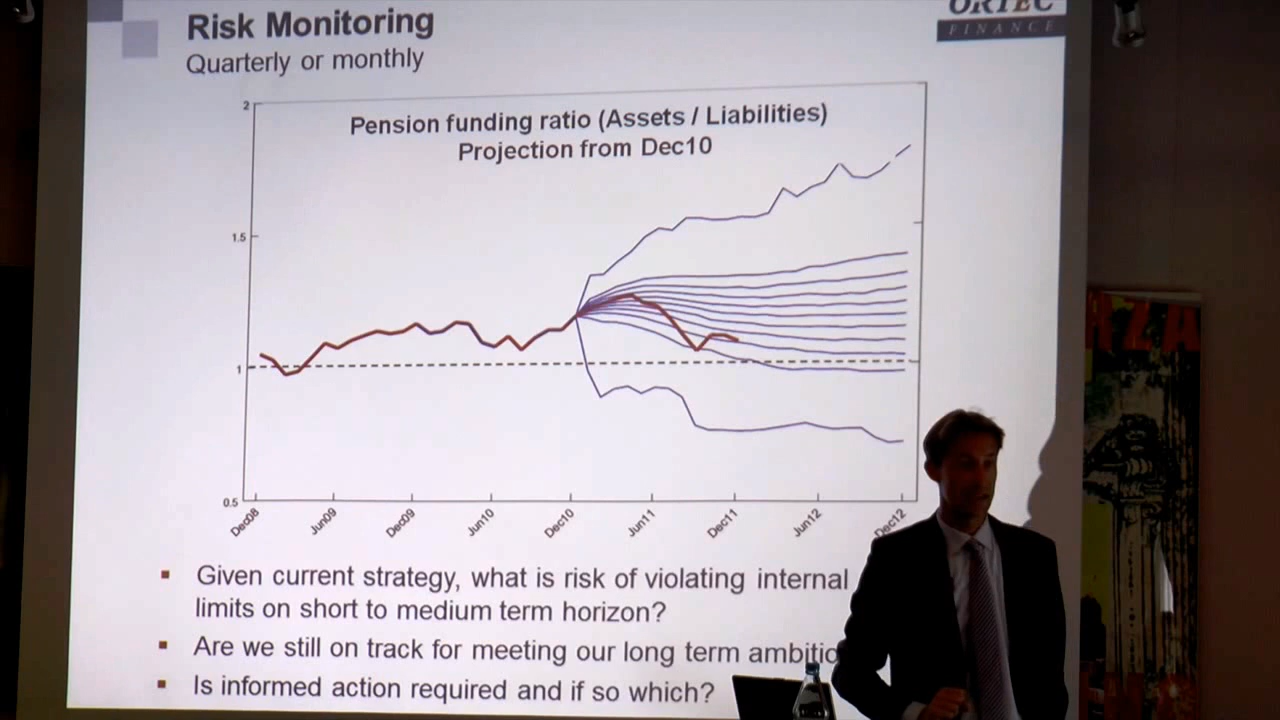 Risk Monitoring
Quarterly or monthly
ORTEC
FINANCE
Pension funding ratio (Assets / Liabilities)
Projection from Dec10
2
1.5
1
0.5
Dec08
Jun09
Dec09
Jun10
Dec10
Jun11
Dec11
Jun12
Dec12
Given current strategy, what is risk of violating internal
limits on short to medium term horizon?
Are we still on track for meeting our long term ambitio
Is informed action required and if so which?
RZA